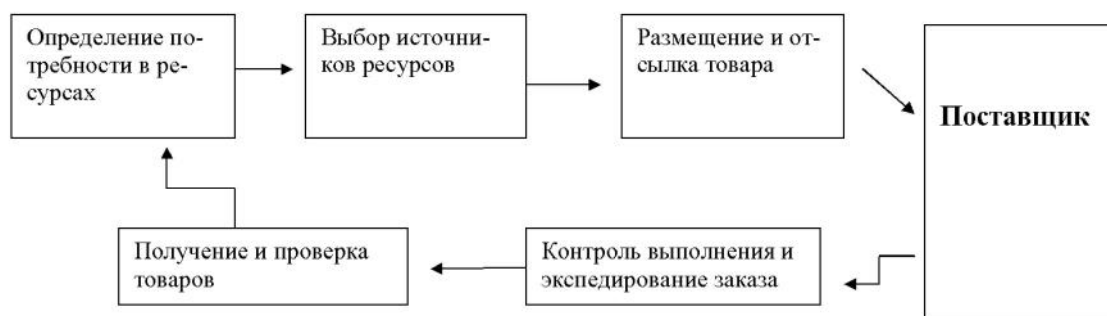 Определение по-
требности в ре-
сурсах
Выбор источни-
ков ресурсов
Размещение и от-
сылка товара
Поставщик
Получение и проверка
товаров
Контроль выполнения и
экспедирование заказа